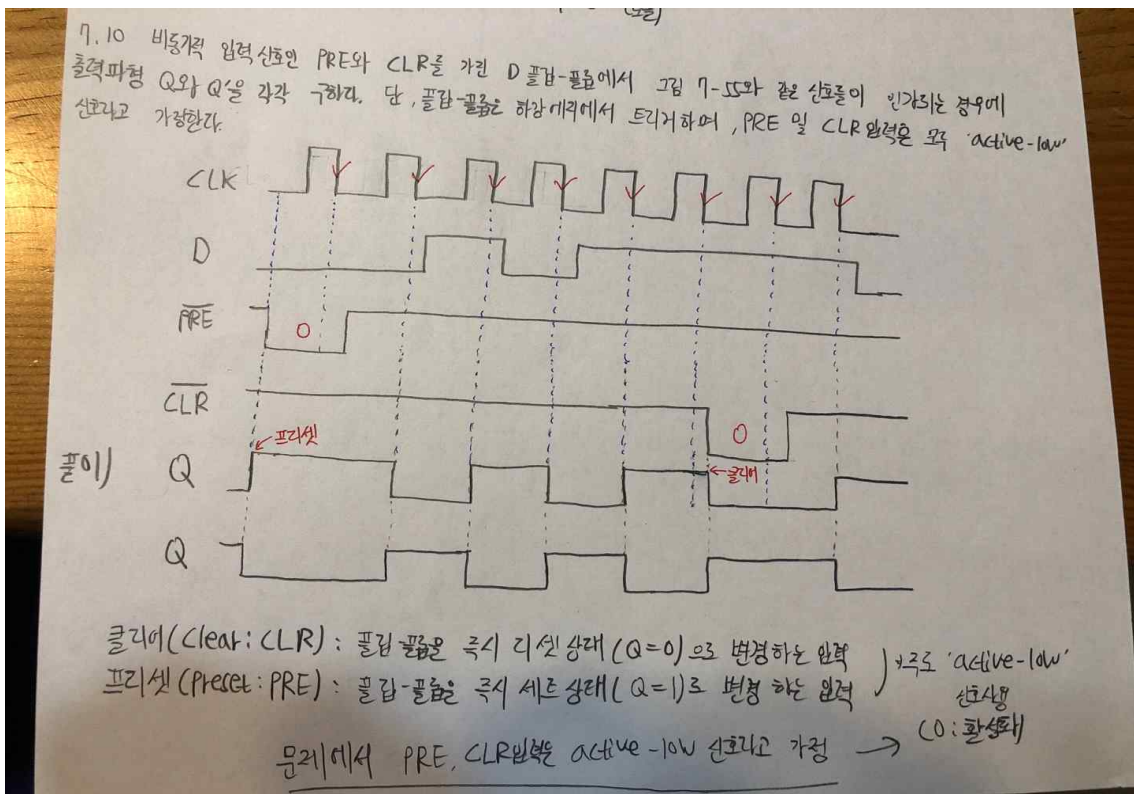 7.10 비동기적 입력신호인 PRE와 CLR를 가진 D 플립-플롭에서 그림 7-55와 같은 신호들이 인가되는 경우에
출력파형 Q와 Q'을 각각 구하라. 단, 플립-플롭은 하강에지에서 트리거하며, PRE 및 CLR입력은 모두 'active-low'
신호라고 가정한다.
CLK
D
PRE
0
CLR
0
←프리셋
←클리어
풀이)
Q
Q
클리어(Clear: CLR) : 플립-플롭을 즉시 리셋상태(Q=0)으로 변경하는 입력
프리셋(Preset: PRE) : 플립-플롭을 즉시 세트상태(Q=1)로 변경하는 입력
주로 'active-low'
신호사용
(0: 활성화)
문제에서 PRE, CLR입력은 active-low 신호라고 가정 →